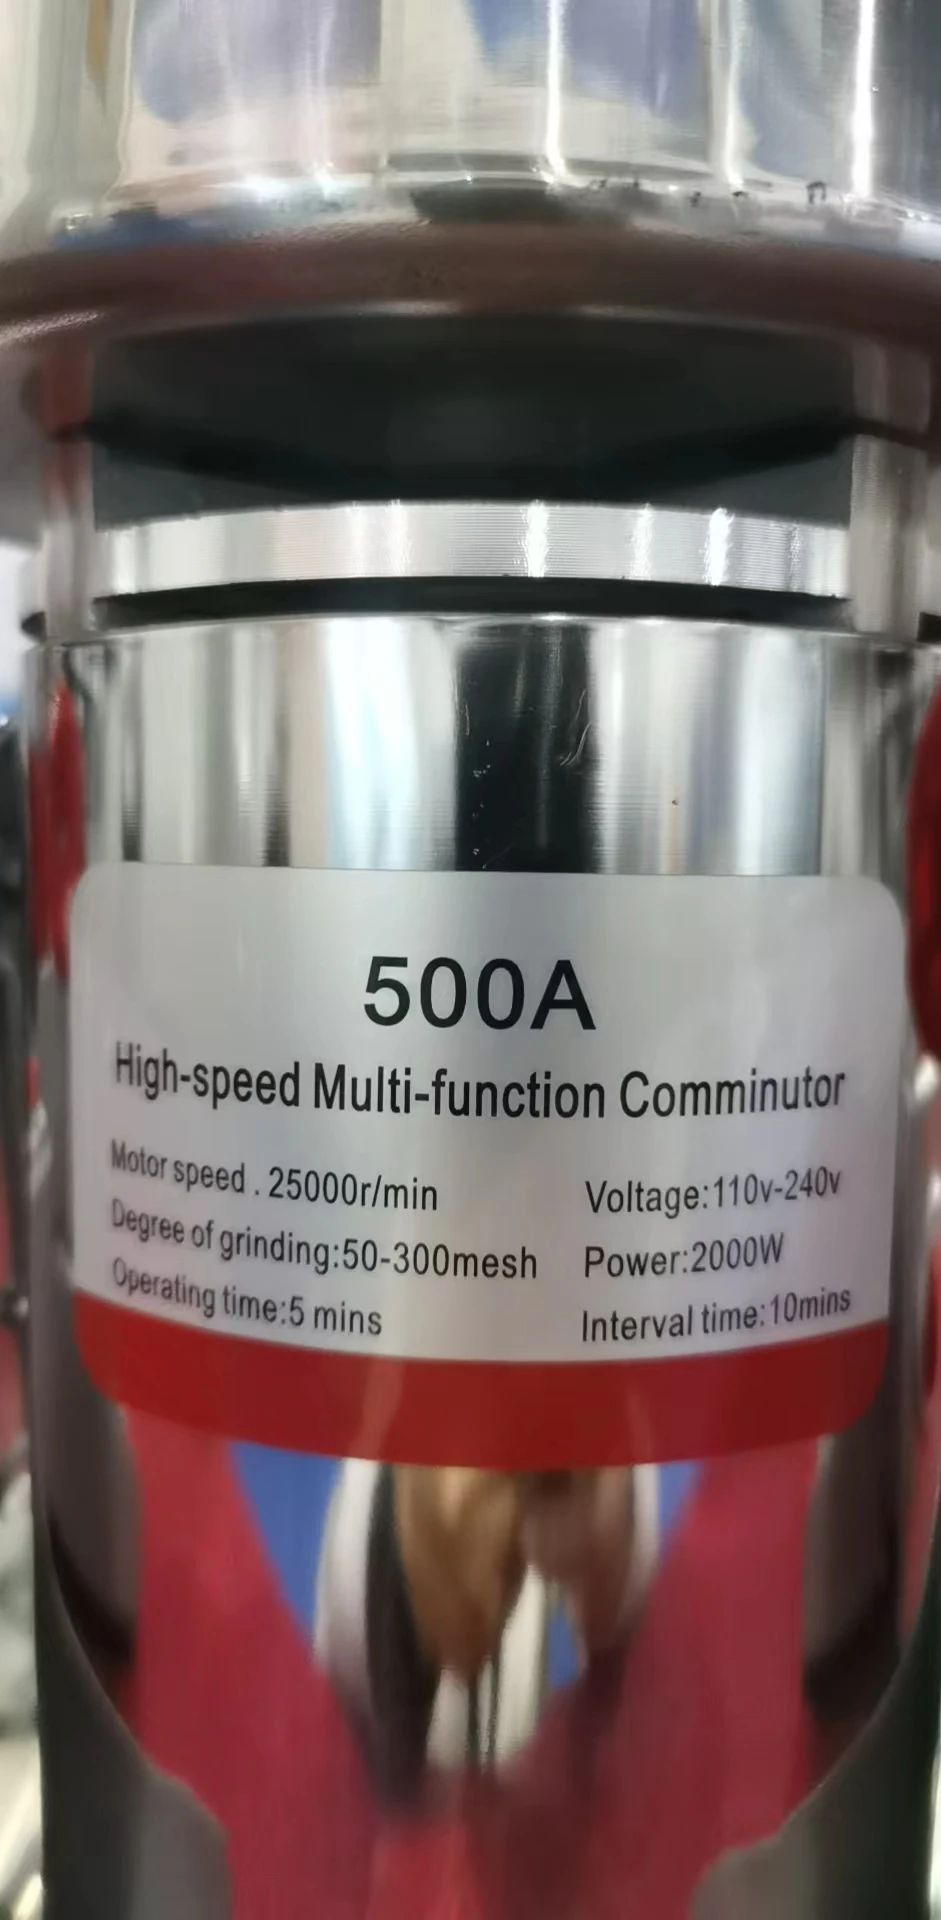 500A
High-speed Multi-function Comminutor
Motor speed . 25000r/min
Voltage:110v-240v
Degree of grinding:50-300mesh
Power:2000W
Operating time:5 mins
Interval time:10mins